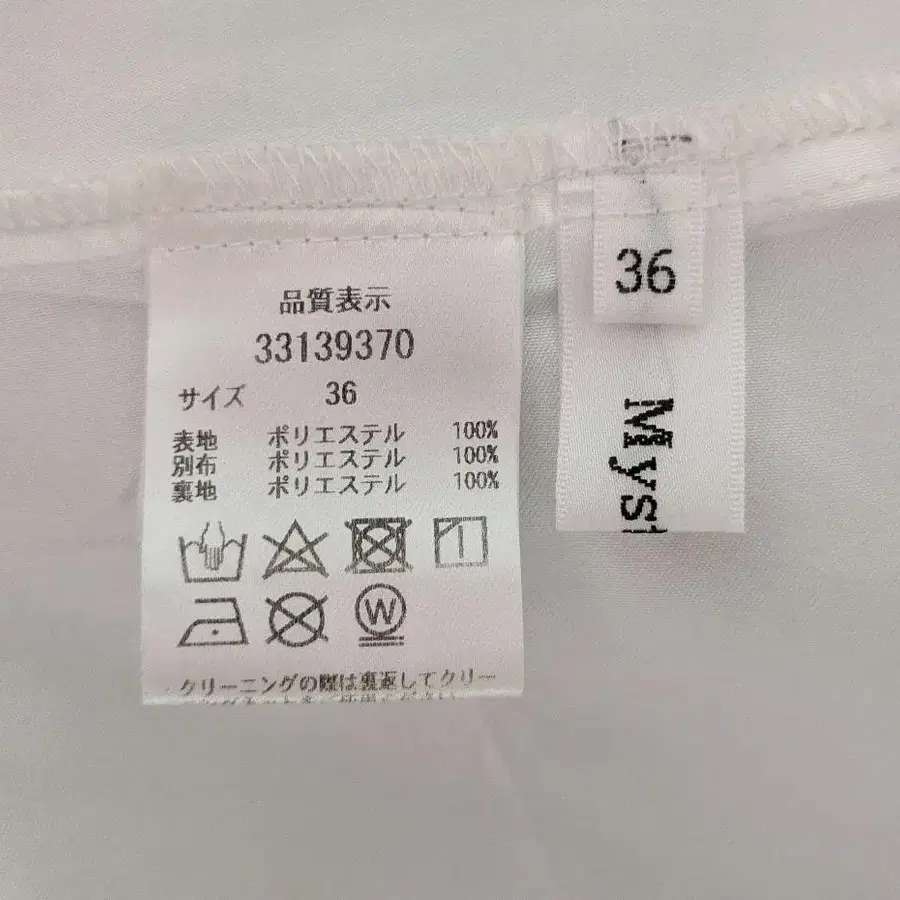 品質表示
33139370
サイズ 36
表地 ポリエステル 100%
別布 ポリエステル 100%
裏地 ポリエステル 100%
W
クリーニングの際は裏返してクリー
36
Myst